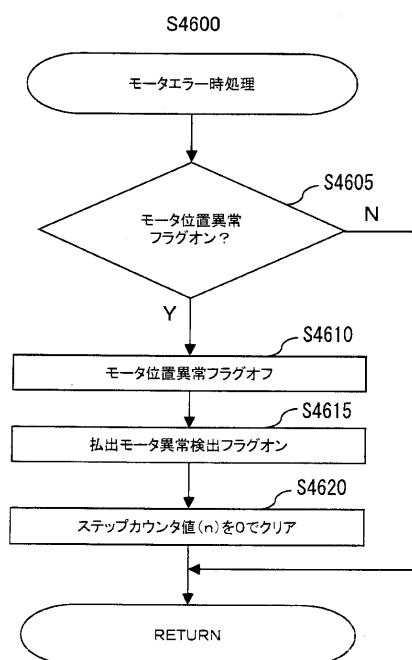 S4600
モータエラー時処理
S4605
モータ位置異常
フラグオン?
N
Y
S4610
モータ位置異常フラグオフ
S4615
払出モータ異常検出フラグオン
S4620
ステップカウンタ値(n)を0でクリア
RETURN